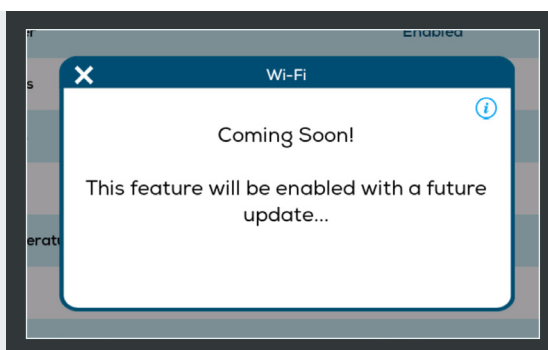 Enabled
Wi-Fi
Coming Soon!
This feature will be enabled with a future
update...